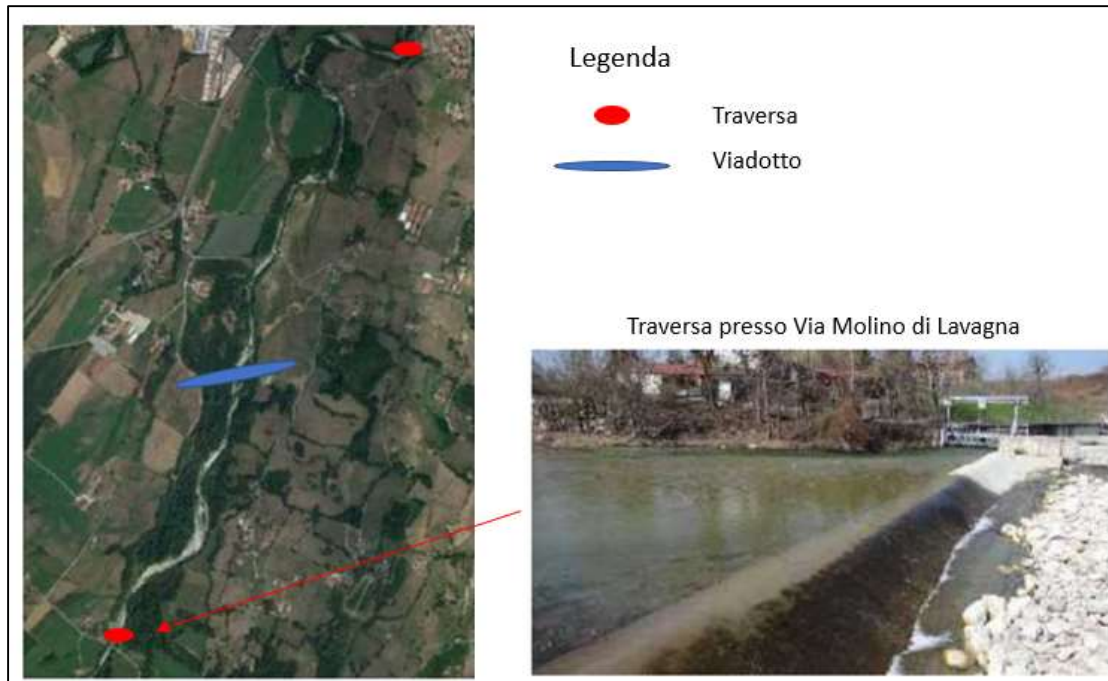 Legenda
Traversa
Viadotto
Traversa presso Via Molino di Lavagna